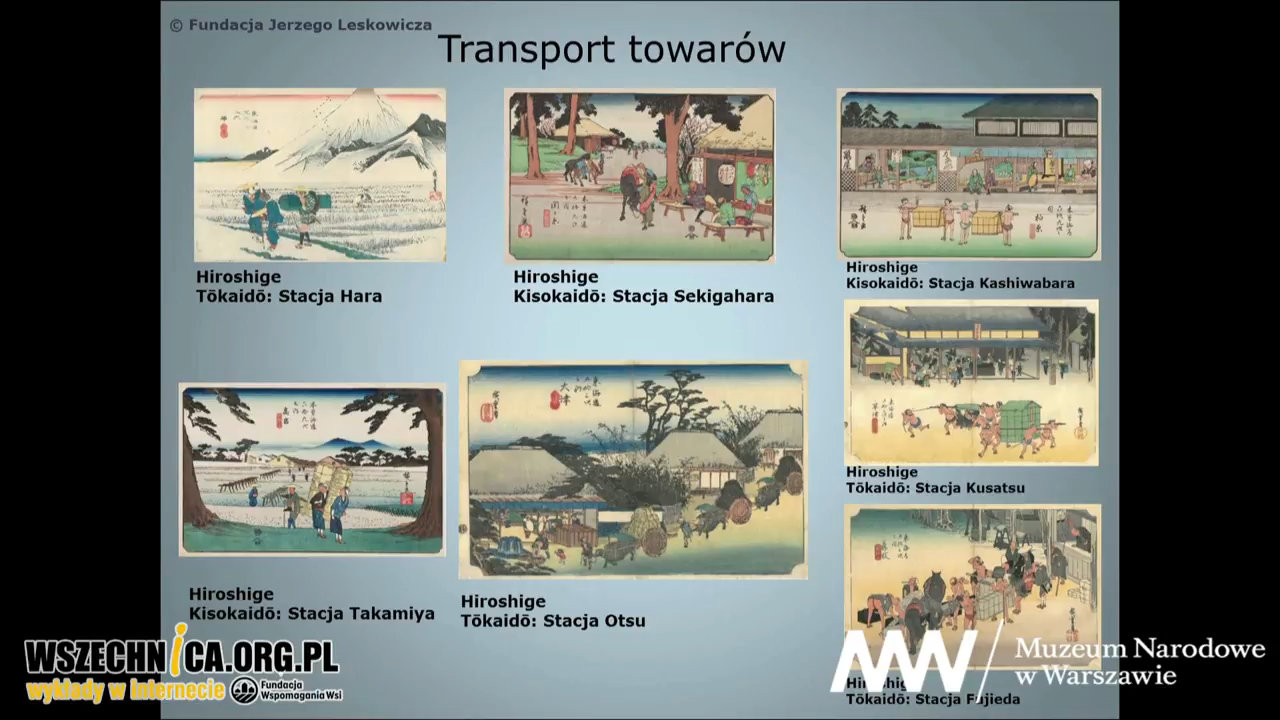 © Fundacja Jerzego Leskowicza
Transport towarów
Hiroshige
Tōkaidō: Stacja Hara
Hiroshige
Kisokaidō: Stacja Sekigahara
Hiroshige
Kisokaidō: Stacja Kashiwabara
Hiroshige
Tōkaidō: Stacja Kusatsu
Hiroshige
Kisokaidō: Stacja Takamiya
Hiroshige
Tōkaidō: Stacja Otsu
Hiroshige
Tōkaidō: Stacja Fujieda
WSZECHNICA.ORG.PL
wykłady w Internecie
Fundacja
Wspomagania Wsi
MNW
Muzeum Narodowe
w Warszawie